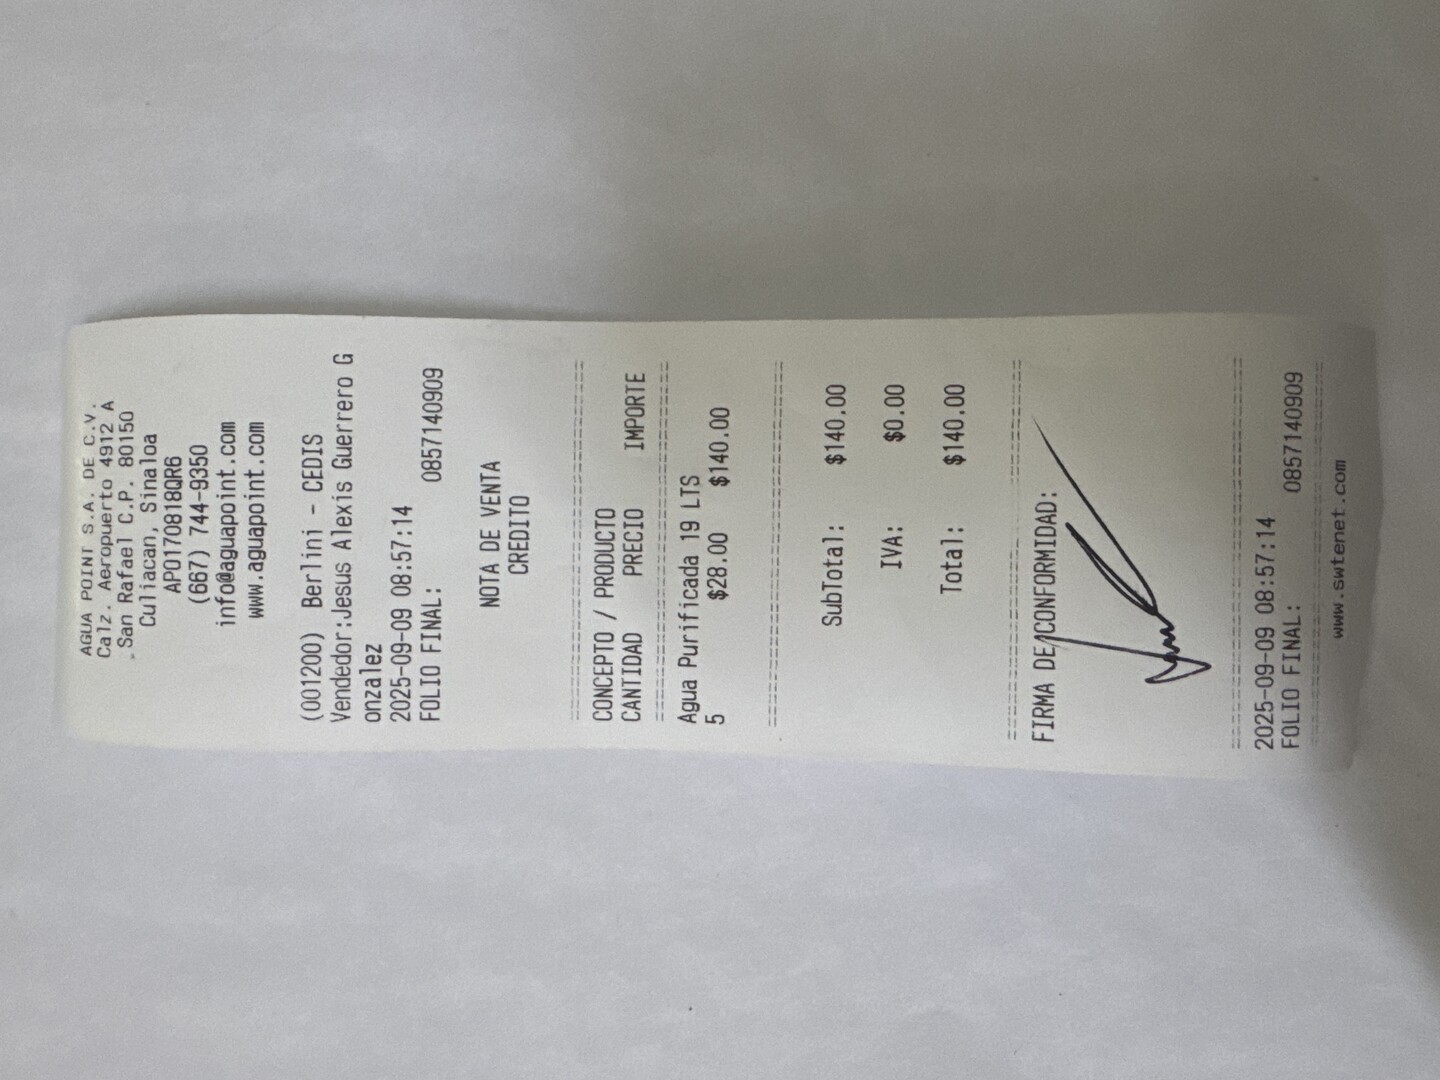 AGUA POINT S.A. DE C.V.
Calz. Aeropuerto 4912 A
San Rafael C.P. 80150
Culiacan, Sinaloa
APO170818QR6
(667) 744-9350
info@aguapoint.com
www.aguapoint.com
(001200) Berlini - CEDIS
Vendedor:Jesus Alexis Guerrero G
onzalez
2025-09-09 08:57:14
FOLIO FINAL: 0857140909
NOTA DE VENTA
CREDITO
CONCEPTO / PRODUCTO
CANTIDAD PRECIO IMPORTE
Agua Purificada 19 LTS
5 $28.00 $140.00
SubTotal: $140.00
IVA: $0.00
Total: $140.00
FIRMA DE CONFORMIDAD:
2025-09-09 08:57:14
FOLIO FINAL: 0857140909
www.swtenet.com